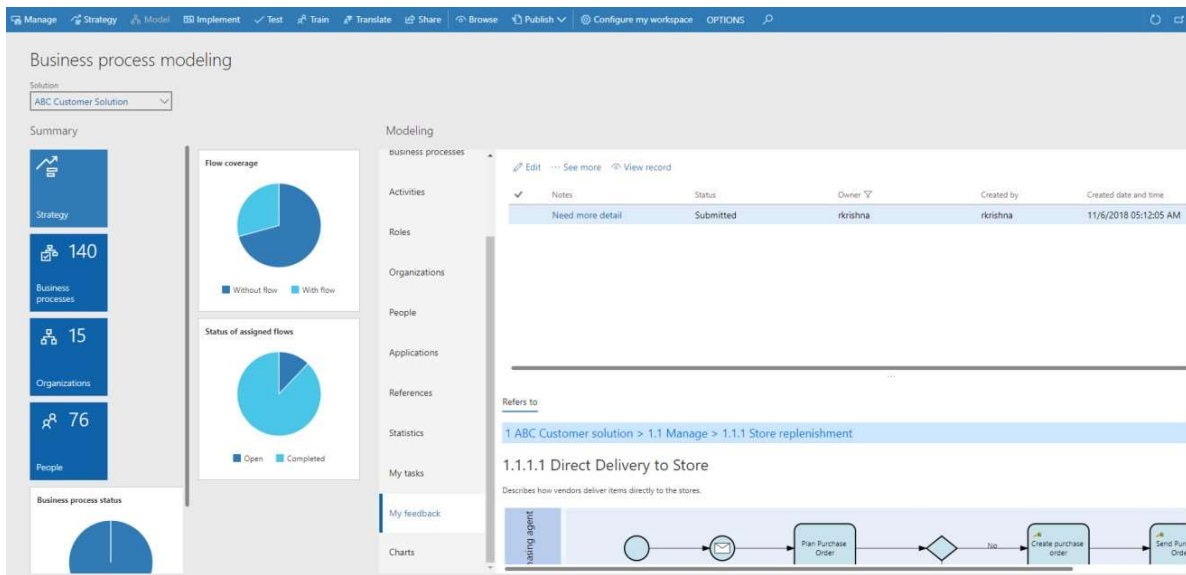 Manage Strategy Model Implement Test Train Translate Share Browse Publish Configure my workspace OPTIONS
Business process modeling
Solution
ABC Customer Solution
Summary
Strategy
140
Business
processes
15
Organizations
76
People
Business process status
Flow coverage
Without flow With flow
Status of assigned flows
Open Completed
Modeling
Business processes
Activities
Roles
Organizations
People
Applications
References
Statistics
My tasks
My feedback
Charts
Edit ··· See more View record
Notes Status Owner Created by Created date and time
Need more detail Submitted rkrishna rkrishna 11/6/2018 05:12:05 AM
Refers to
1 ABC Customer solution > 1.1 Manage > 1.1.1 Store replenishment
1.1.1.1 Direct Delivery to Store
Describes how vendors deliver items directly to the stores.
agent
Plan Purchase
Order
No
Create purchase
order
Send